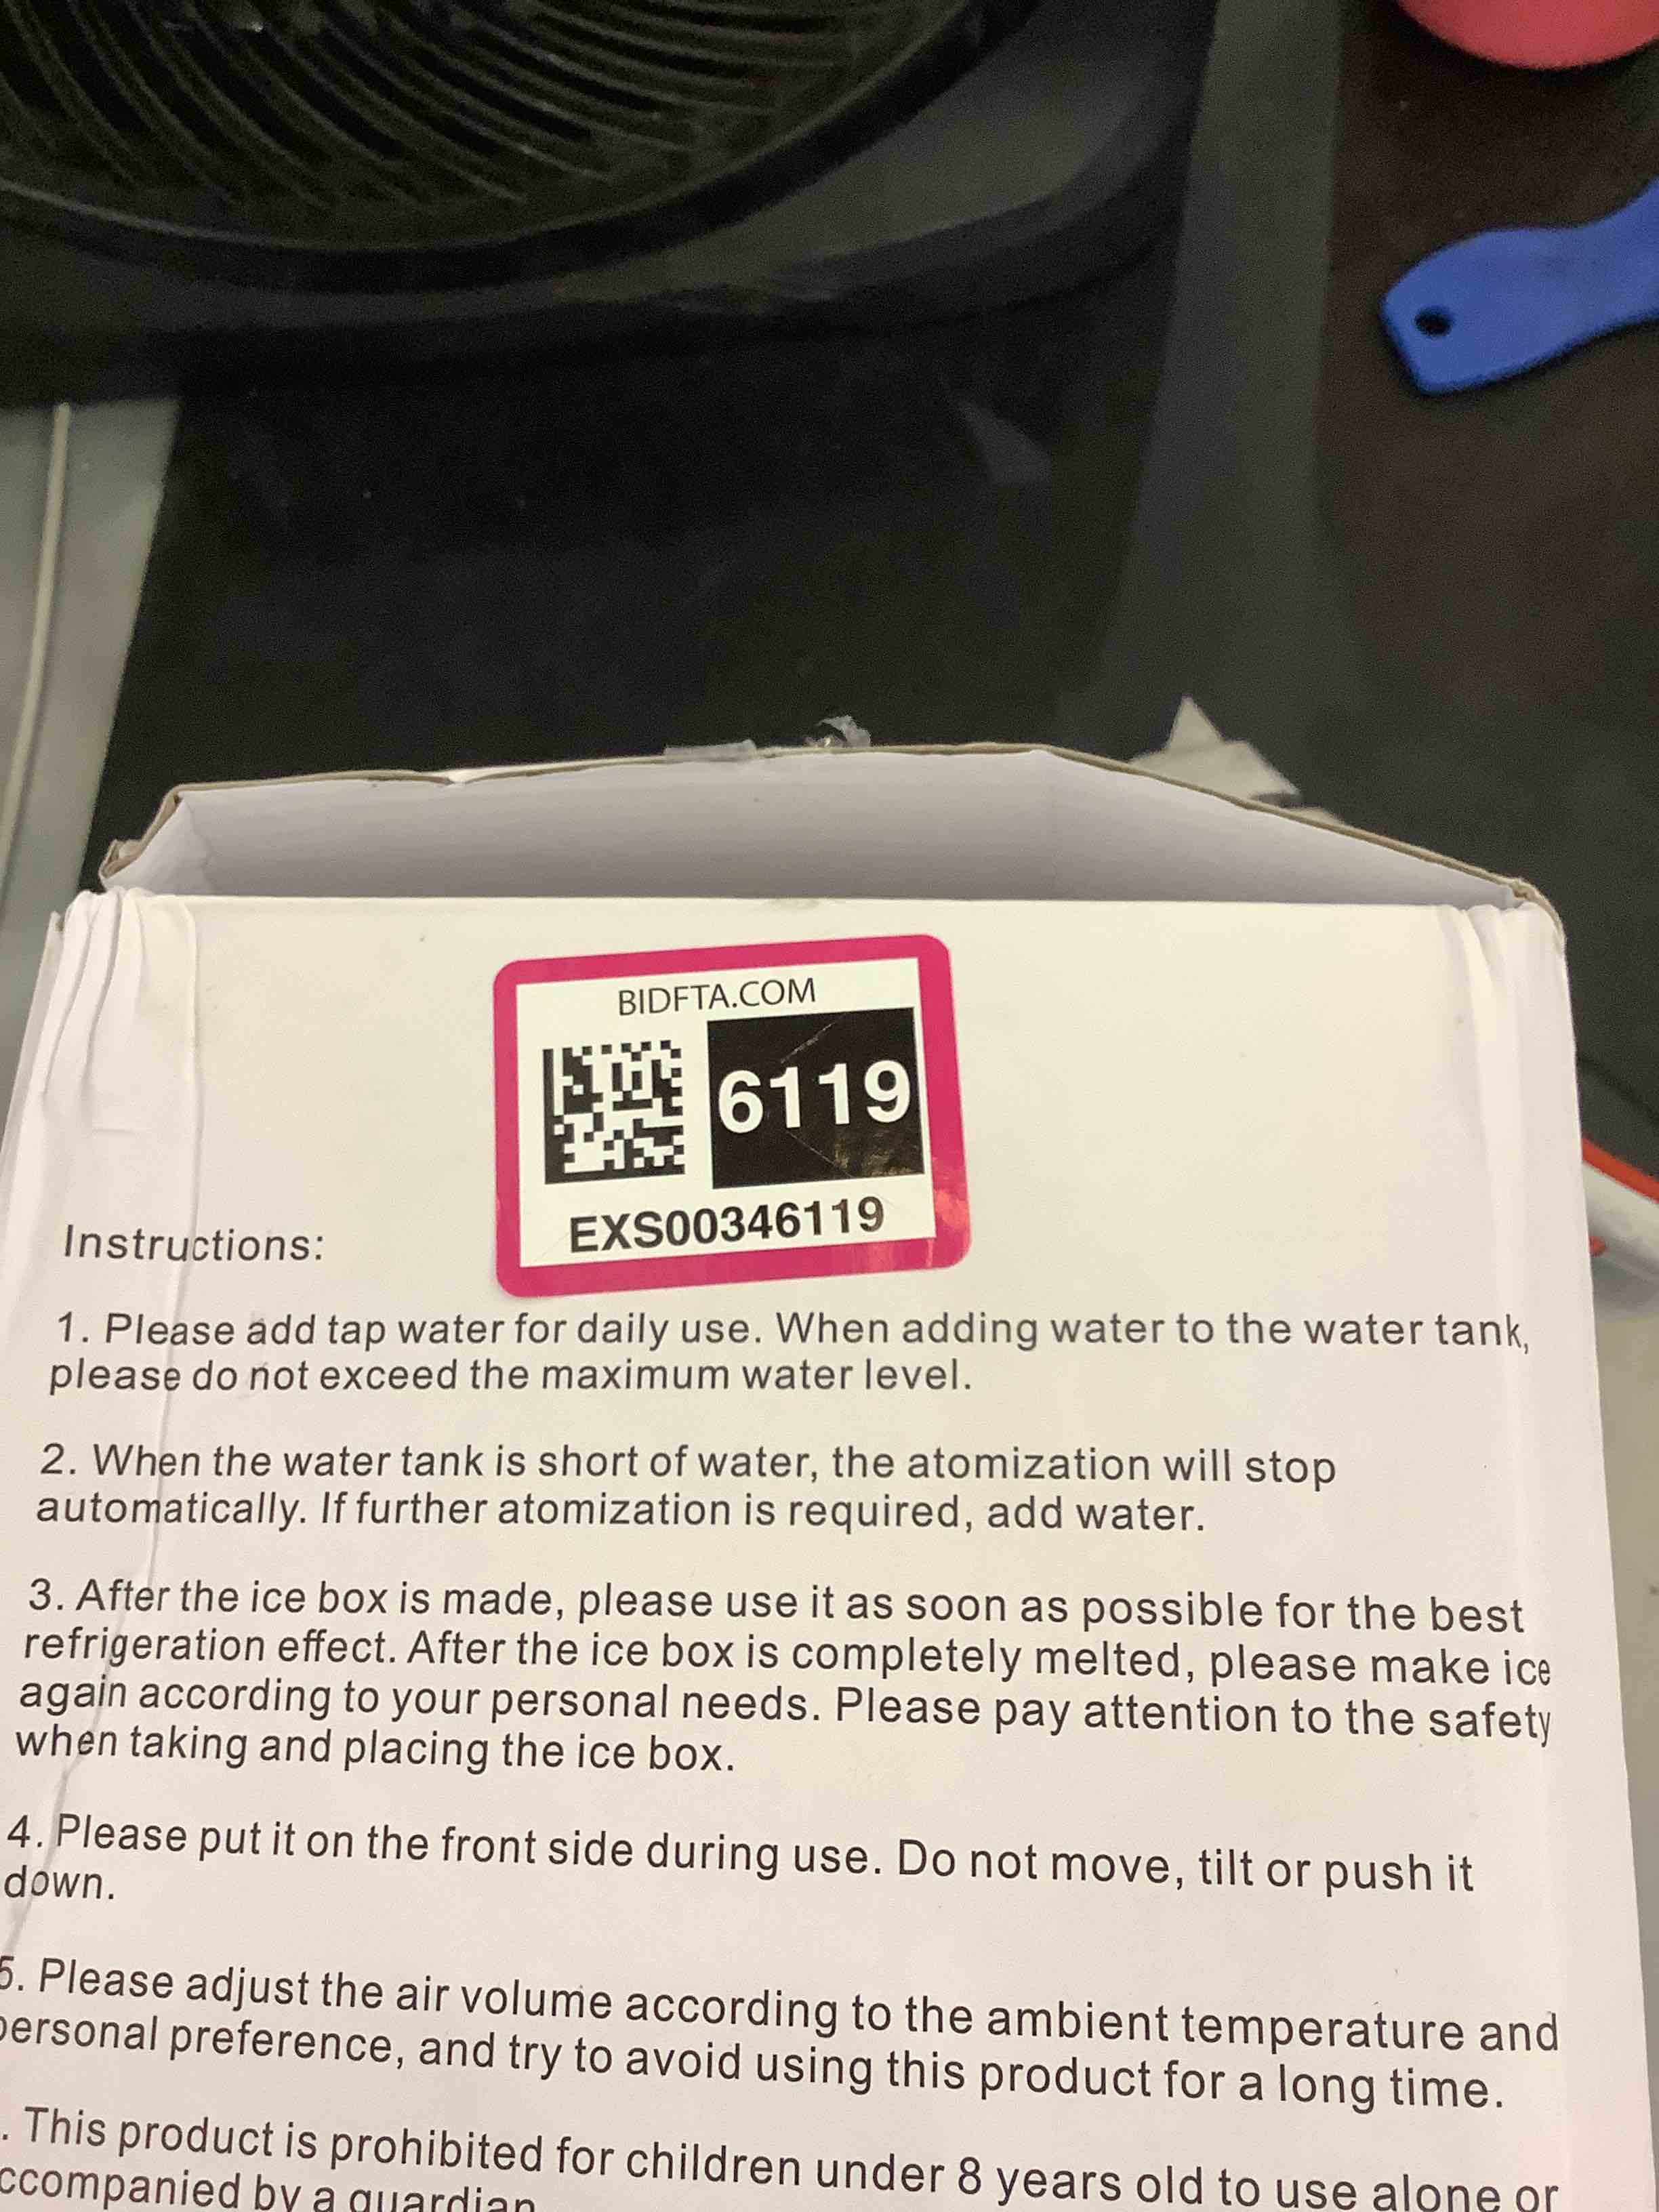 BIDFTA.COM
6119
EXS00346119
Instructions:
1. Please add tap water for daily use. When adding water to the water tank,
please do not exceed the maximum water level.
2. When the water tank is short of water, the atomization will stop
automatically. If further atomization is required, add water.
3. After the ice box is made, please use it as soon as possible for the best
refrigeration effect. After the ice box is completely melted, please make ice
again according to your personal needs. Please pay attention to the safety
when taking and placing the ice box.
4. Please put it on the front side during use. Do not move, tilt or push it
down.
5. Please adjust the air volume according to the ambient temperature and
personal preference, and try to avoid using this product for a long time.
. This product is prohibited for children under 8 years old to use alone or
ccompanied by a guardian